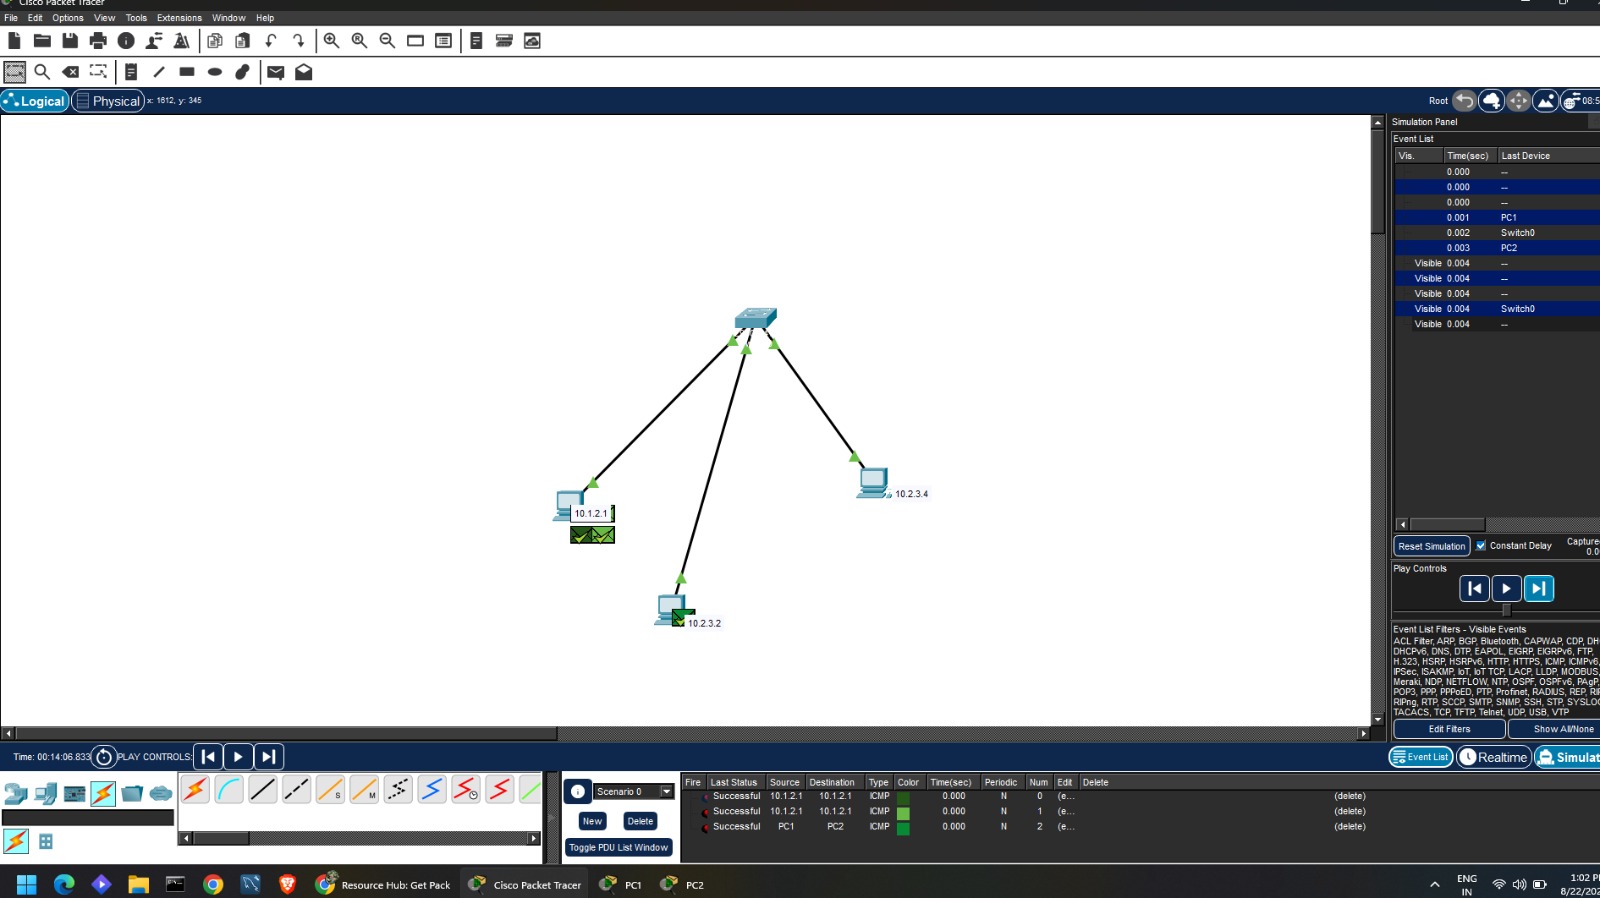 Cisco Packet Tracer
File Edit Options View Tools Extensions Window Help
Logical Physical x: 1612, y: 345
Root 08:5
Simulation Panel
Event List
Vis. Time(sec) Last Device
0.000 --
0.000 --
0.000 --
0.001 PC1
0.002 Switch0
0.003 PC2
Visible 0.004 --
Visible 0.004 --
Visible 0.004 --
Visible 0.004 Switch0
Visible 0.004 --
10.1.2.1
10.2.3.4
10.2.3.2
Reset Simulation Constant Delay Capture
0.0
Play Controls
Event List Filters - Visible Events
ACL Filter, ARP, BGP, Bluetooth, CAPWAP, CDP, DH
DHCPv6, DNS, DTP, EAPOL, EIGRP, EIGRPv6, FTP,
H.323, HSRP, HSRPv6, HTTP, HTTPS, ICMP, ICMPv6,
IPSec, ISAKMP, IoT, IoT TCP, LACP, LLDP, MODBUS,
Meraki, NDP, NETFLOW, NTP, OSPF, OSPFv6, PAgP,
POP3, PPP, PPPoED, PTP, Profinet, RADIUS, REP, RI
RIPng, RTP, SCCP, SMTP, SNMP, SSH, STP, SYSLO
TACACS, TCP, TFTP, Telnet, UDP, USB, VTP
Edit Filters Show All/None
Time: 00:14:06.833 PLAY CONTROLS:
Event List Realtime Simulat
S M
Scenario 0
New Delete
Toggle PDU List Window
Fire Last Status Source Destination Type Color Time(sec) Periodic Num Edit Delete
Successful 10.1.2.1 10.1.2.1 ICMP 0.000 N 0 (e... (delete)
Successful 10.1.2.1 10.1.2.1 ICMP 0.000 N 1 (e... (delete)
Successful PC1 PC2 ICMP 0.000 N 2 (e... (delete)
Resource Hub: Get Pack Cisco Packet Tracer PC1 PC2
ENG
IN
1:02 P
8/22/202